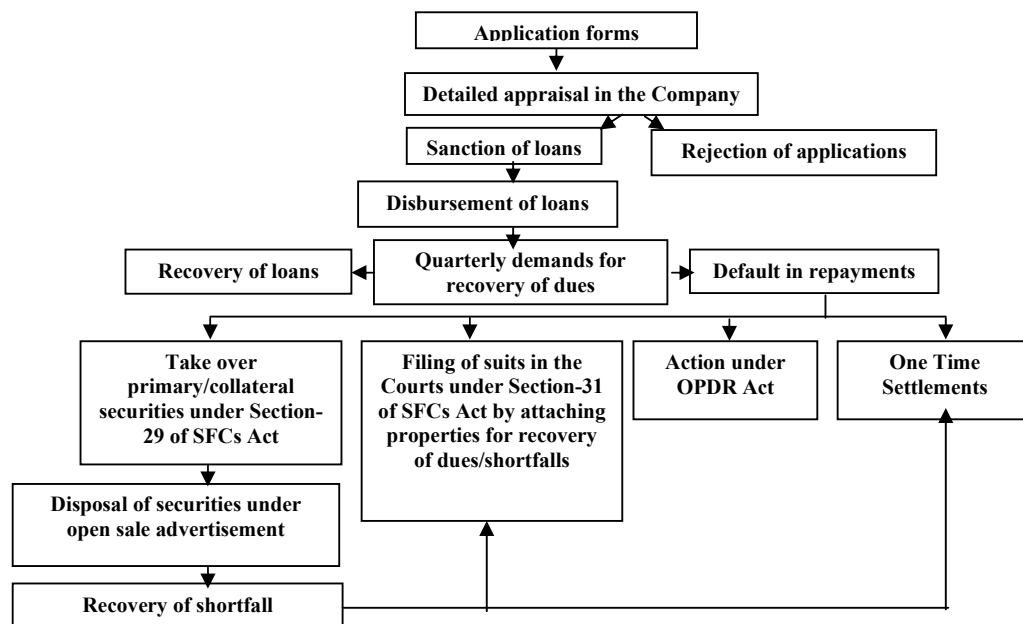 Application forms
Detailed appraisal in the Company
Sanction of loans
Rejection of applications
Disbursement of loans
Recovery of loans
Quarterly demands for
recovery of dues
Default in repayments
Take over
primary/collateral
securities under Section-
29 of SFCs Act
Filing of suits in the
Courts under Section-31
of SFCs Act by attaching
properties for recovery
of dues/shortfalls
Action under
OPDR Act
One Time
Settlements
Disposal of securities under
open sale advertisement
Recovery of shortfall